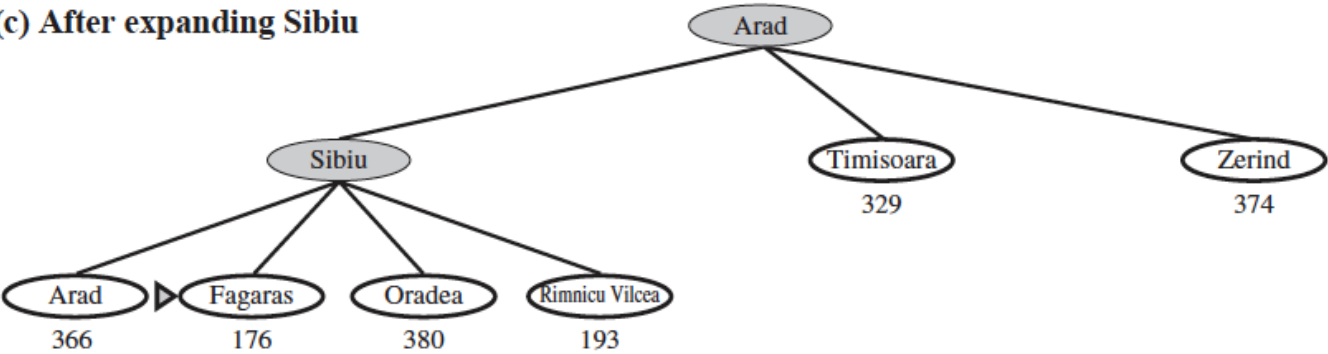 (c) After expanding Sibiu
Arad
Sibiu
Timisoara
Zerind
329
374
Arad
Fagaras
Oradea
Rimnicu Vilcea
366
176
380
193